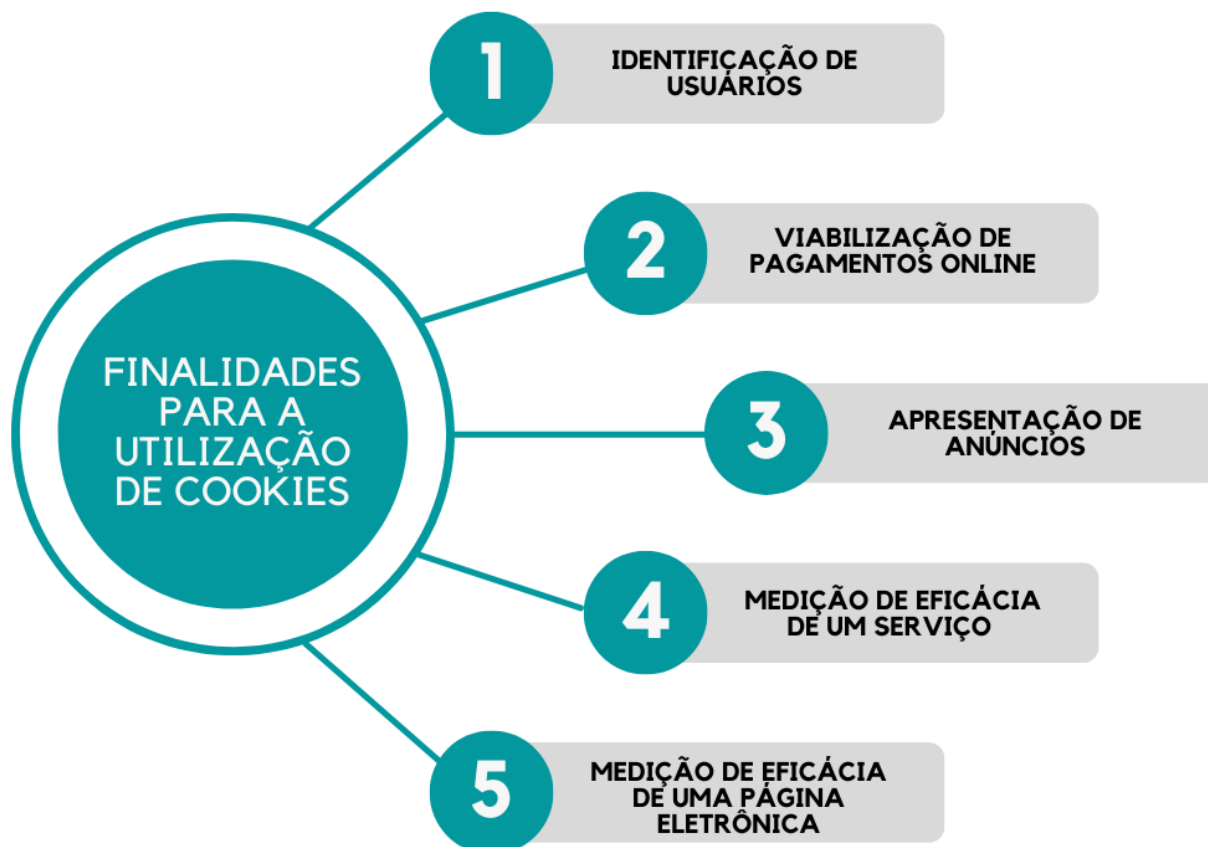 FINALIDADES
PARA A
UTILIZAÇÃO
DE COOKIES
1
IDENTIFICAÇÃO DE
USUÁRIOS
2
VIABILIZAÇÃO DE
PAGAMENTOS ONLINE
3
APRESENTAÇÃO DE
ANÚNCIOS
4
MEDIÇÃO DE EFICÁCIA
DE UM SERVIÇO
5
MEDIÇÃO DE EFICÁCIA
DE UMA PÁGINA
ELETRÔNICA